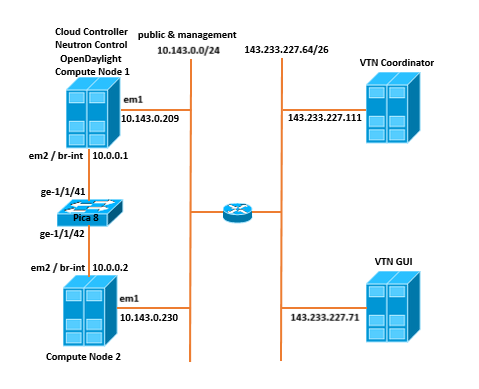 Cloud Controller
Neutron Control
OpenDaylight
Compute Node 1
public & management
10.143.0.0/24
143.233.227.64/26
VTN Coordinator
em1
10.143.0.209
143.233.227.111
em2 / br-int 10.0.0.1
ge-1/1/41
Pica 8
ge-1/1/42
em2 / br-int 10.0.0.2
VTN GUI
em1
10.143.0.230
143.233.227.71
Compute Node 2